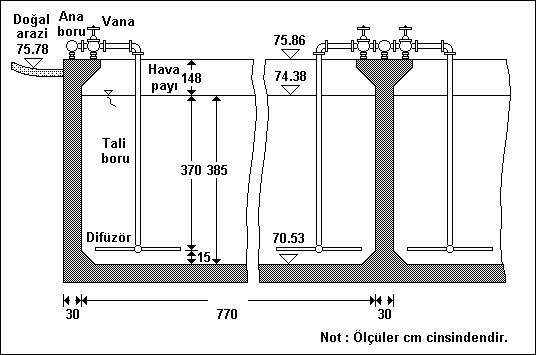 Doğal
arazi
75.78
Ana
boru
Vana
75.86
Hava
payı
148
74.38
Tali
boru
370
385
Difüzör
15
70.53
30
770
30
Not : Ölçüler cm cinsindendir.